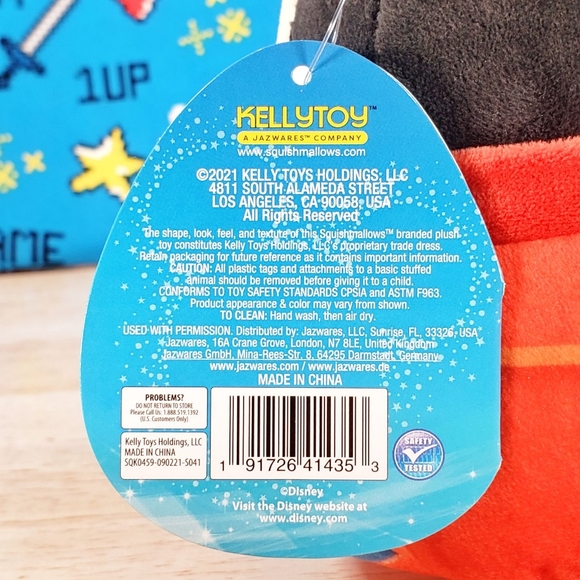 1UP
AME
KELLYTOY™
A JAZWARES™ COMPANY
www.squishmallows.com
©2021 KELLY TOYS HOLDINGS, LLC
4811 SOUTH ALAMEDA STREET
LOS ANGELES, CA 90058, USA
All Rights Reserved
The shape, look, feel, and texture of this Squishmallows™ branded plush
toy constitutes Kelly Toys Holdings, LLC's proprietary trade dress.
Retain packaging for future reference as it contains important information.
CAUTION: All plastic tags and attachments to a basic stuffed
animal should be removed before giving it to a child.
CONFORMS TO TOY SAFETY STANDARDS CPSIA and ASTM F963.
Product appearance & color may vary from shown.
TO CLEAN: Hand wash, then air dry.
USED WITH PERMISSION. Distributed by: Jazwares, LLC, Sunrise, FL, 33326, USA
Jazwares, 16A Crane Grove, London, N7 8LE, United Kingdom
Jazwares GmbH, Mina-Rees-Str. 8, 64295 Darmstadt, Germany
www.jazwares.com / www.jazwares.de
MADE IN CHINA
PROBLEMS?
DO NOT RETURN TO STORE
Please Call Us: 1.888.519.1392
(U.S. Customers Only)
Kelly Toys Holdings, LLC
MADE IN CHINA
SQK0459-090221-S041
1 91726 41435 3
SAFETY
TESTED
©Disney
Visit the Disney website at
www.disney.com